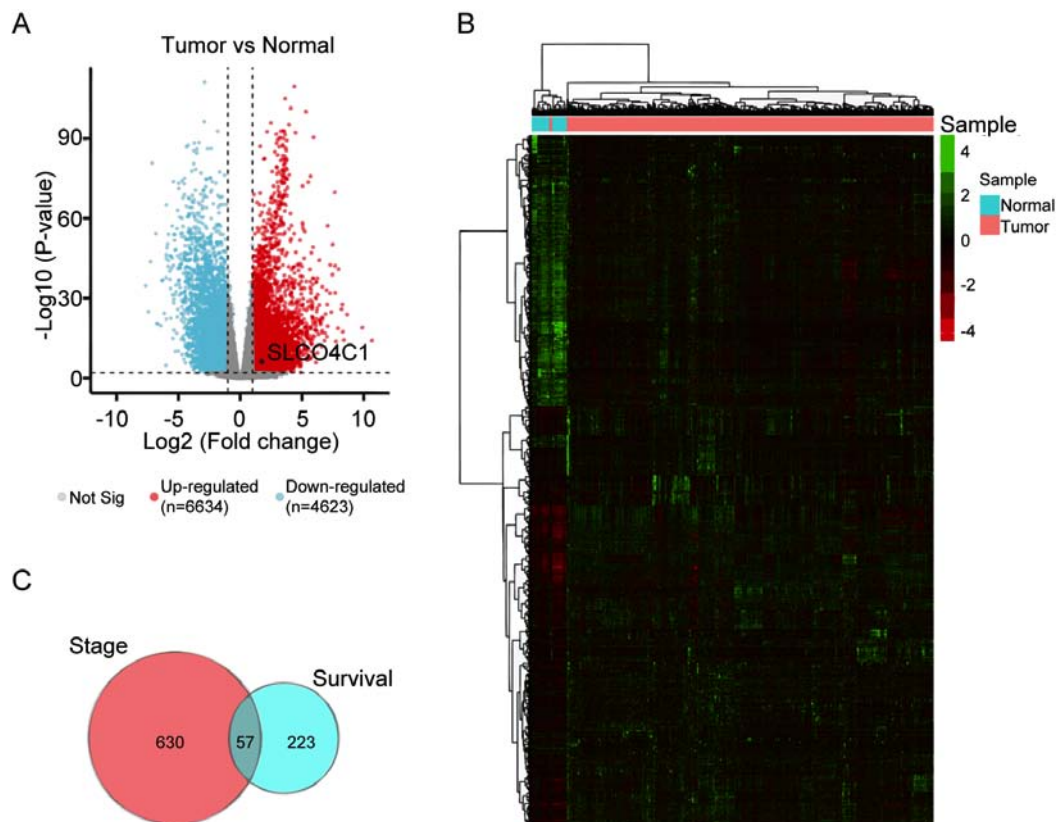 A
Tumor vs Normal
-Log10 (P-value)
90
60
30
0
SLCO4C1
-10
-5
0
5
10
Log2 (Fold change)
Not Sig
Up-regulated
(n=6634)
Down-regulated
(n=4623)
B
Sample
4
2
0
-2
-4
Sample
Normal
Tumor
C
Stage
Survival
630
57
223